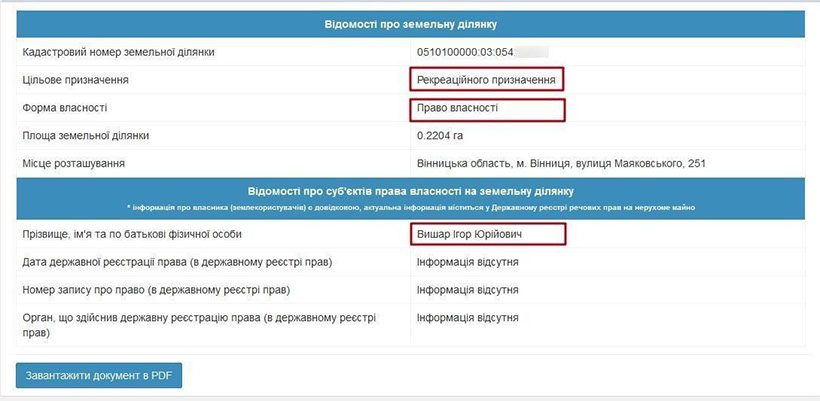 Відомості про земельну ділянку
Кадастровий номер земельної ділянки 0510100000:03:054:
Цільове призначення Рекреаційного призначення
Форма власності Право власності
Площа земельної ділянки 0.2204 га
Місце розташування Вінницька область, м. Вінниця, вулиця Маяковського, 251
Відомості про суб'єктів права власності на земельну ділянку
* інформація про власника (землекористувачів) є довідковою, актуальна інформація міститься у Державному реєстрі речових прав на нерухоме майно
Прізвище, ім'я та по батькові фізичної особи Вишар Ігор Юрійович
Дата державної реєстрації права (в державному реєстрі прав) Інформація відсутня
Номер запису про право (в державному реєстрі прав) Інформація відсутня
Орган, що здійснив державну реєстрацію права (в державному реєстрі Інформація відсутня
прав)
Завантажити документ в PDF